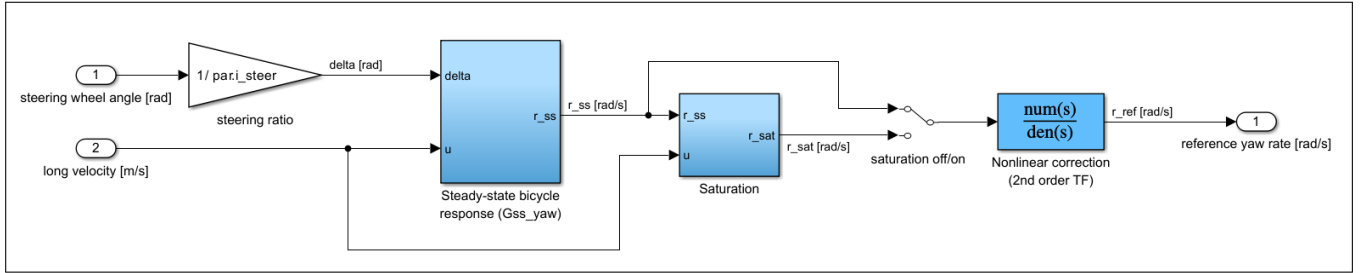 1
steering wheel angle [rad]
1/ par.i_steer
steering ratio
delta [rad]
2
long velocity [m/s]
delta
u
r_ss
Steady-state bicycle
response (Gss_yaw)
r_ss [rad/s]
r_ss
u
r_sat
Saturation
r_sat [rad/s]
saturation off/on
num(s)
den(s)
Nonlinear correction
(2nd order TF)
r_ref [rad/s]
1
reference yaw rate [rad/s]